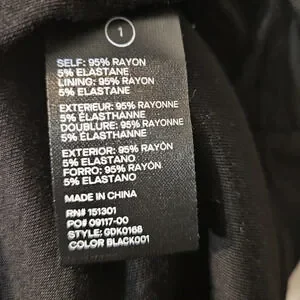 1
SELF: 95% RAYON
5% ELASTANE
LINING: 95% RAYON
5% ELASTANE
EXTERIEUR: 95% RAYONNE
5% ÉLASTHANNE
DOUBLURE: 95% RAYONNE
5% ÉLASTHANNE
EXTERIOR: 95% RAYÓN
5% ELASTANO
FORRO: 95% RAYÓN
5% ELASTANO
MADE IN CHINA
RN# 151301
PO# 09117-00
STYLE: GDK0168
COLOR BLACK001